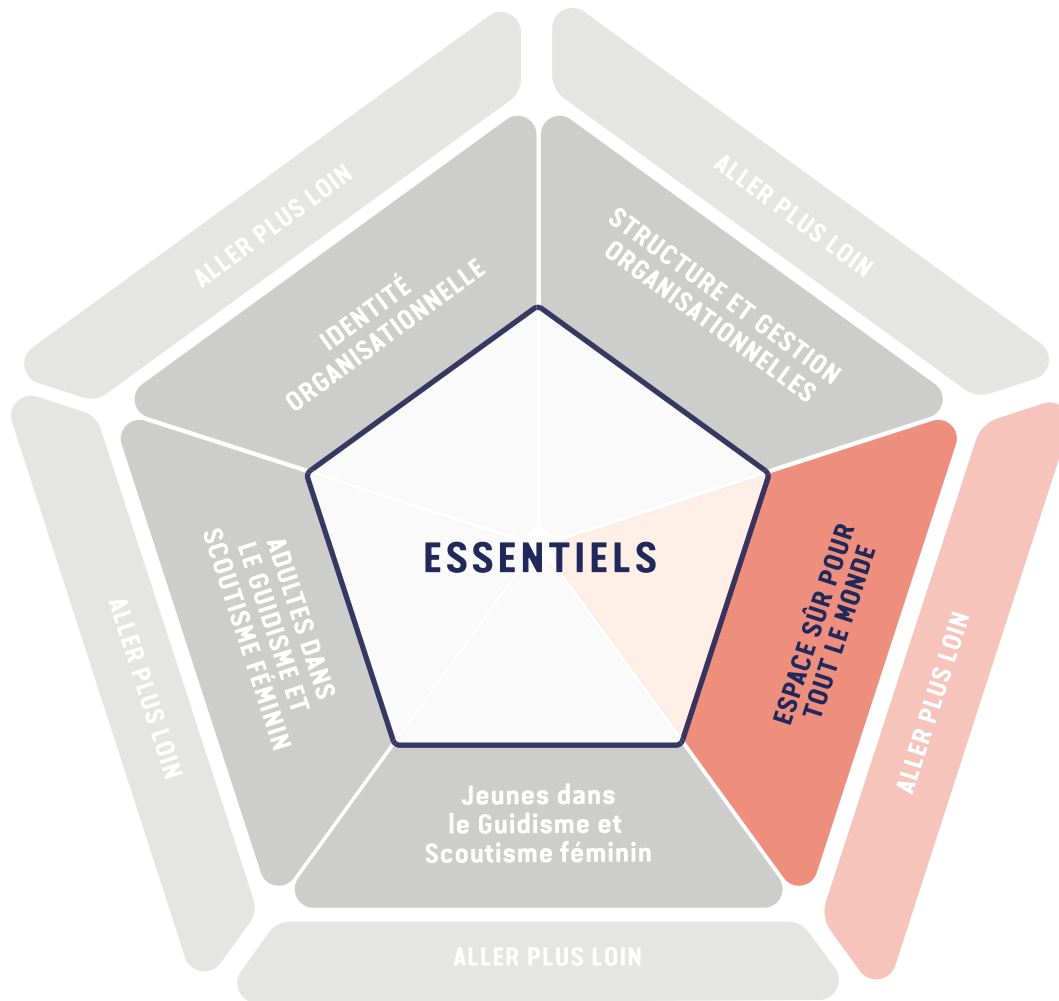 ALLER PLUS LOIN
ALLER PLUS LOIN
IDENTITÉ
ORGANISATIONNELLE
STRUCTURE ET GESTION
ORGANISATIONNELLES
ESSENTIELS
ADULTES DANS
LE GUIDISME ET
SCOUTISME FÉMININ
ESPACE SÛR POUR
TOUT LE MONDE
ALLER PLUS LOIN
ALLER PLUS LOIN
Jeunes dans
le Guidisme et
Scoutisme féminin
ALLER PLUS LOIN